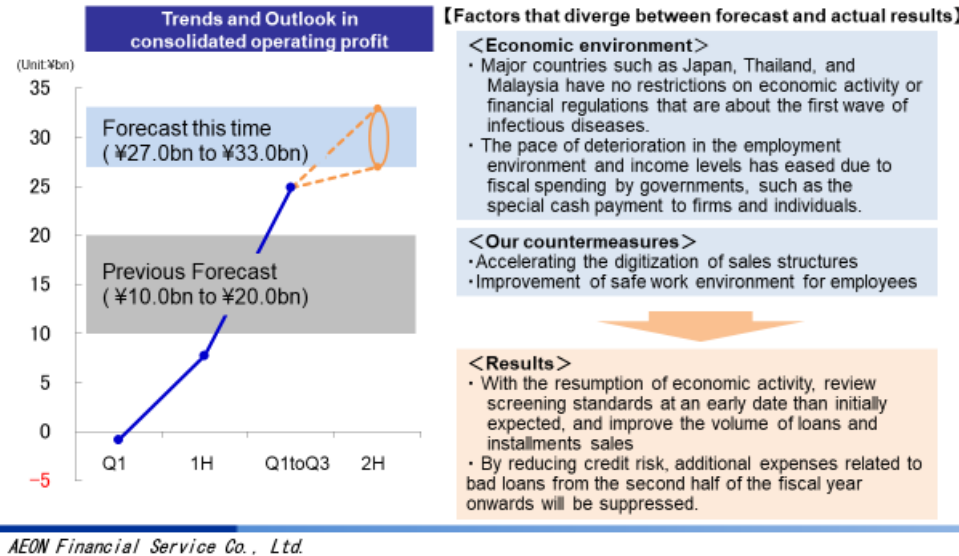 Trends and Outlook in
consolidated operating profit
(Unit:¥bn)
35
30
25
20
15
10
5
0
-5
Forecast this time
( ¥27.0bn to ¥33.0bn)
Previous Forecast
( ¥10.0bn to ¥20.0bn)
Q1
1H
Q1toQ3
2H
【Factors that diverge between forecast and actual results】
＜Economic environment＞
・Major countries such as Japan, Thailand, and
Malaysia have no restrictions on economic activity or
financial regulations that are about the first wave of
infectious diseases.
・The pace of deterioration in the employment
environment and income levels has eased due to
fiscal spending by governments, such as the
special cash payment to firms and individuals.
＜Our countermeasures＞
・Accelerating the digitization of sales structures
・Improvement of safe work environment for employees
＜Results＞
・With the resumption of economic activity, review
screening standards at an early date than initially
expected, and improve the volume of loans and
installments sales
・By reducing credit risk, additional expenses related to
bad loans from the second half of the fiscal year
onwards will be suppressed.
AEON Financial Service Co., Ltd.